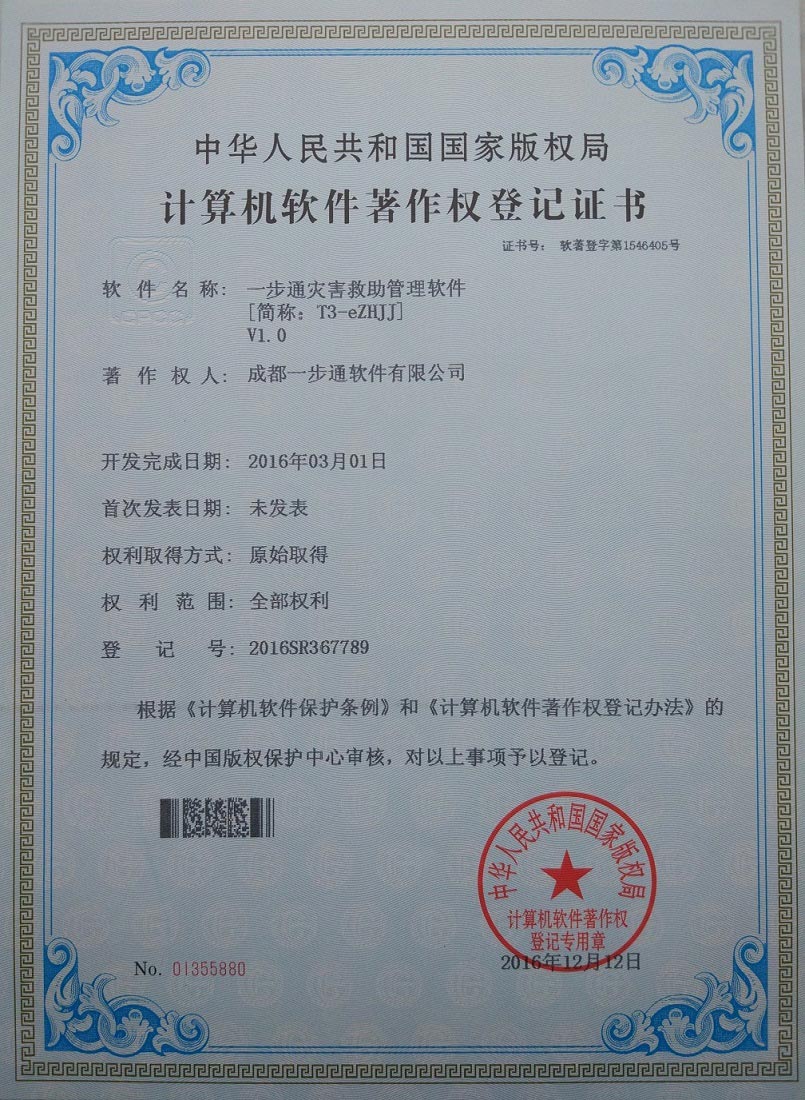 中华人民共和国国家版权局
计算机软件著作权登记证书
证书号： 软著登字第1546405号
软件名称： 一步通灾害救助管理软件
[简称：T3-eZHJJ]
V1.0
著作权人： 成都一步通软件有限公司
开发完成日期： 2016年03月01日
首次发表日期： 未发表
权利取得方式： 原始取得
权利范围： 全部权利
登记号： 2016SR367789
根据《计算机软件保护条例》和《计算机软件著作权登记办法》的
规定，经中国版权保护中心审核，对以上事项予以登记。
中华人民共和国国家版权局
计算机软件著作权
登记专用章
No. 01355880
2016年12月12日